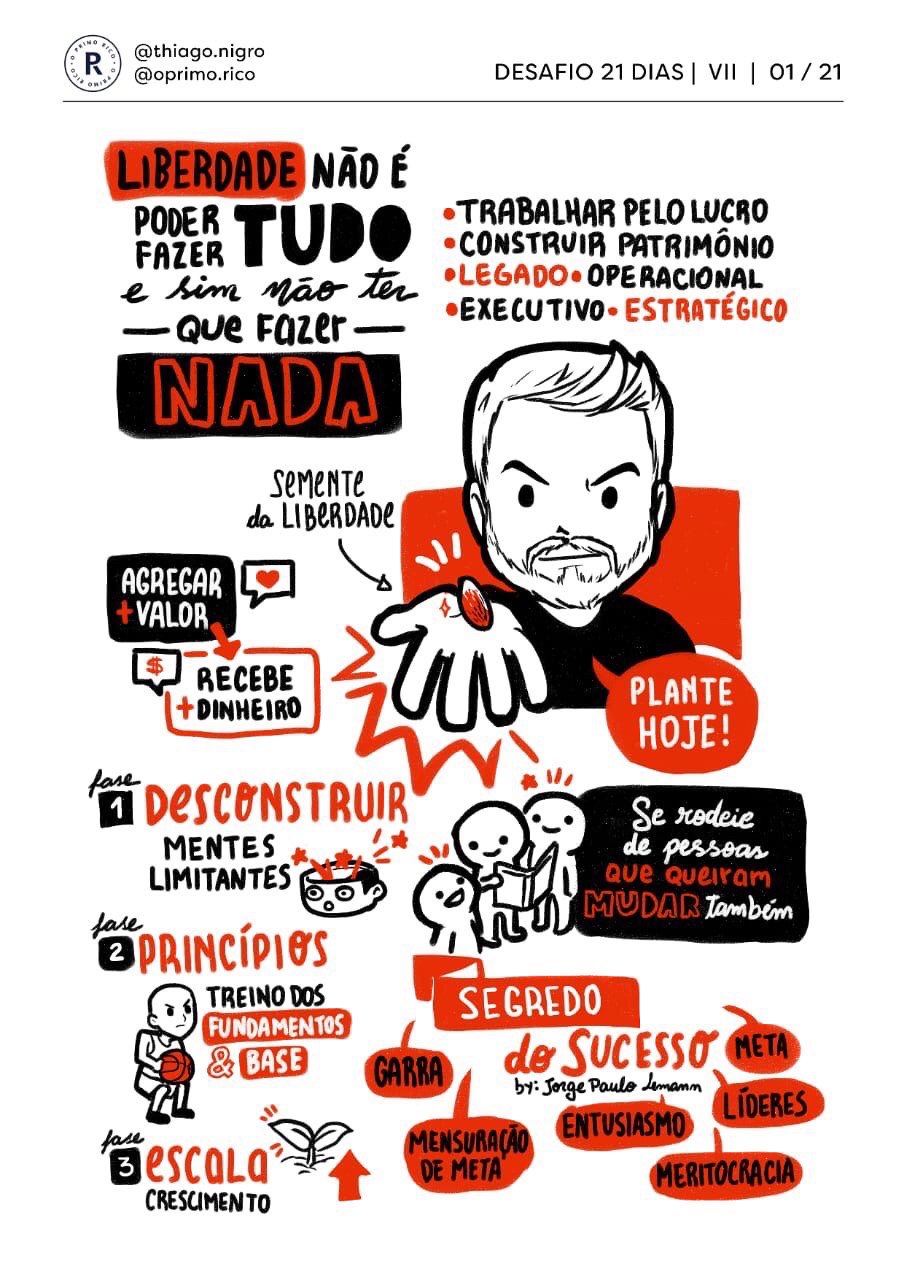 O PRIMO RICO • O PRIMO RICO •
R
@thiago.nigro
@oprimo.rico
DESAFIO 21 DIAS | VII | 01 / 21
LIBERDADE NÃO É
PODER
FAZER TUDO
e sim não ter
QUE FAZER
NADA
• TRABALHAR PELO LUCRO
• CONSTRUIR PATRIMÔNIO
• LEGADO • OPERACIONAL
• EXECUTIVO • ESTRATÉGICO
SEMENTE
da LIBERDADE
AGREGAR
+VALOR
$
RECEBE
+DINHEIRO
PLANTE
HOJE!
fase
1 DESCONSTRUIR
MENTES
LIMITANTES
Se rodeie
de pessoas
QUE QUEIRAM
MUDAR também
fase
2 PRINCÍPIOS
TREINO DOS
FUNDAMENTOS
& BASE
SEGREDO
do SUCESSO
by: Jorge Paulo Lemann
GARRA
META
LÍDERES
ENTUSIASMO
MENSURAÇÃO
DE META
MERITOCRACIA
fase
3 ESCALA
CRESCIMENTO